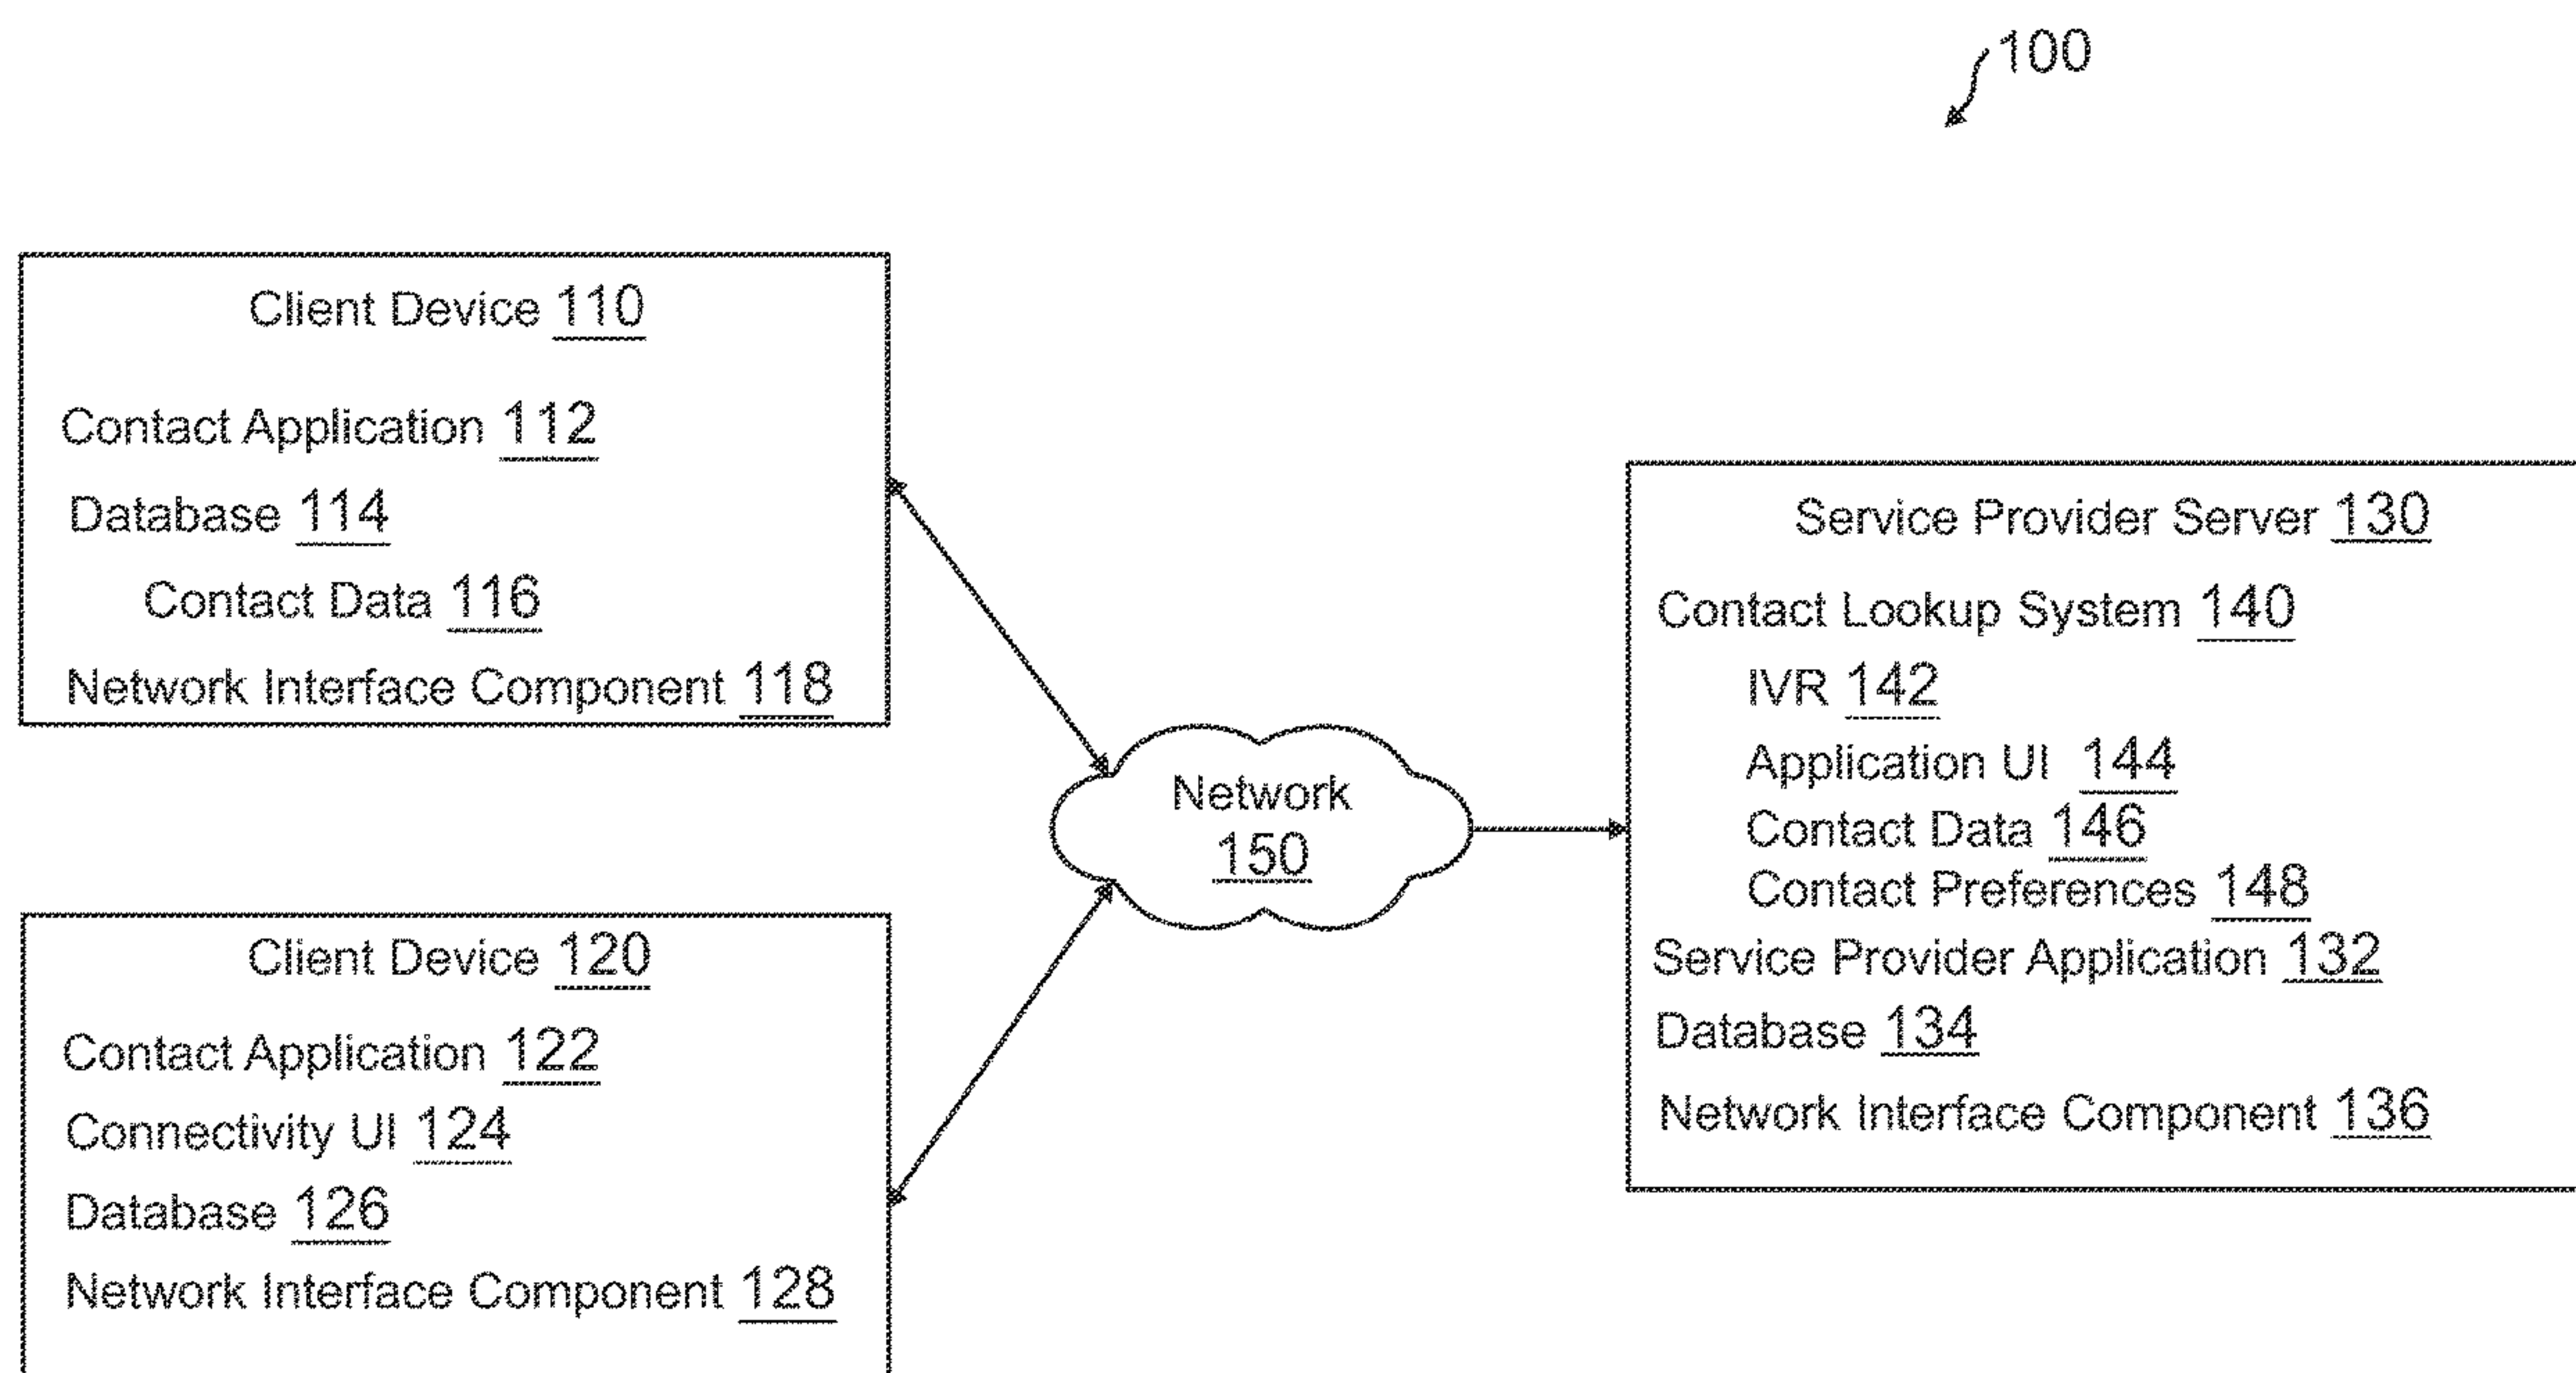 100
Client Device 110
Contact Application 112
Database 114
Contact Data 116
Network Interface Component 118
Client Device 120
Contact Application 122
Connectivity UI 124
Database 126
Network Interface Component 128
Network
150
Service Provider Server 130
Contact Lookup System 140
IVR 142
Application UI 144
Contact Data 146
Contact Preferences 148
Service Provider Application 132
Database 134
Network Interface Component 136